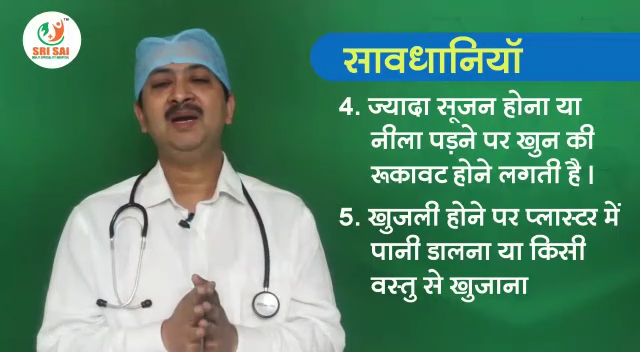 SRI SAI
सावधानियाॅ
4. ज्यादा सूजन होना या
नीला पड़ने पर खुन की
रूकावट होने लगती है ।
5. खुजली होने पर प्लास्टर में
पानी डालना या किसी
वस्तु से खुजाना